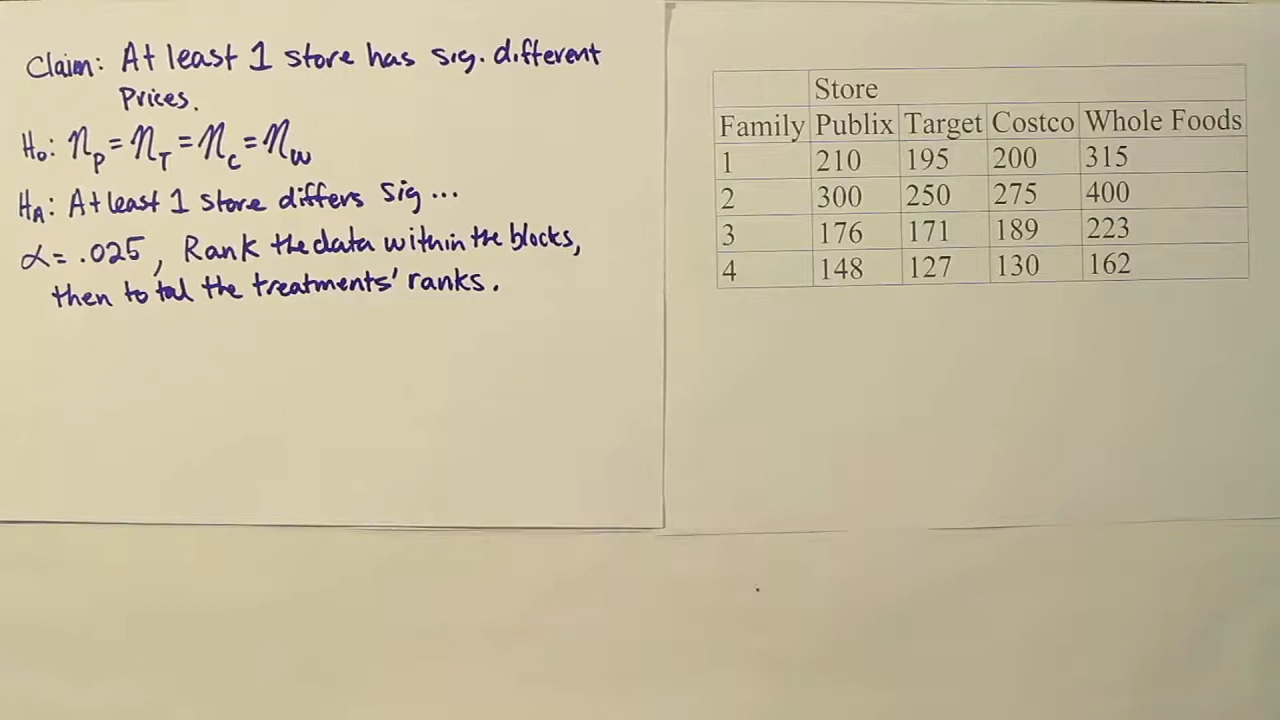 Claim: At least 1 store has sig. different
Prices.
H₀: η_P = η_T = η_C = η_W
H_A: At least 1 store differs sig...
α = .025, Rank the data within the blocks,
then total the treatments' ranks.
Store
Family Publix Target Costco Whole Foods
1 210 195 200 315
2 300 250 275 400
3 176 171 189 223
4 148 127 130 162